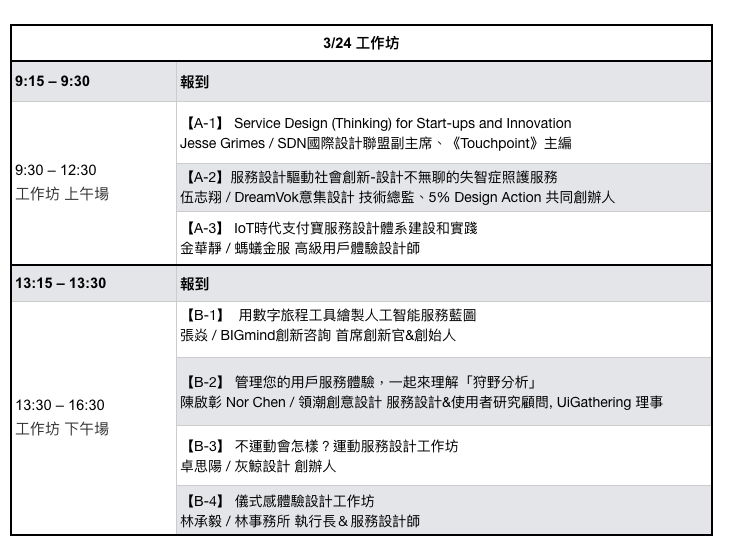 3/24 工作坊
9:15 – 9:30
報到
9:30 – 12:30
工作坊 上午場
【A-1】 Service Design (Thinking) for Start-ups and Innovation
Jesse Grimes / SDN國際設計聯盟副主席、《Touchpoint》主編
【A-2】服務設計驅動社會創新-設計不無聊的失智症照護服務
伍志翔 / DreamVok意集設計 技術總監、5% Design Action 共同創辦人
【A-3】 IoT時代支付寶服務設計體系建設和實踐
金華靜 / 螞蟻金服 高級用戶體驗設計師
13:15 – 13:30
報到
13:30 – 16:30
工作坊 下午場
【B-1】 用數字旅程工具繪製人工智能服務藍圖
張焱 / BIGmind創新咨詢 首席創新官&創始人
【B-2】 管理您的用戶服務體驗，一起來理解「狩野分析」
陳啟彰 Nor Chen / 領潮創意設計 服務設計&使用者研究顧問, UiGathering 理事
【B-3】 不運動會怎樣？運動服務設計工作坊
卓思陽 / 灰鯨設計 創辦人
【B-4】 儀式感體驗設計工作坊
林承毅 / 林事務所 執行長＆服務設計師